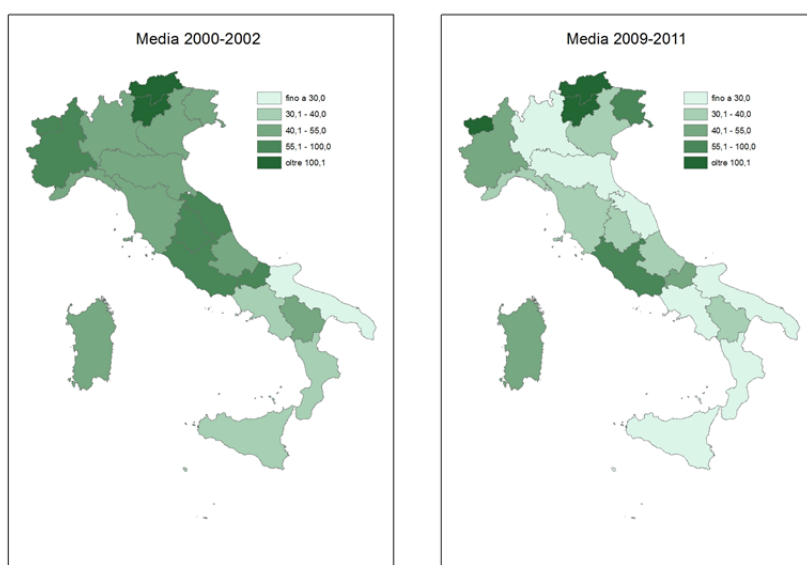 Media 2000-2002
fino a 30,0
30,1 - 40,0
40,1 - 55,0
55,1 - 100,0
oltre 100,1
Media 2009-2011
fino a 30,0
30,1 - 40,0
40,1 - 55,0
55,1 - 100,0
oltre 100,1